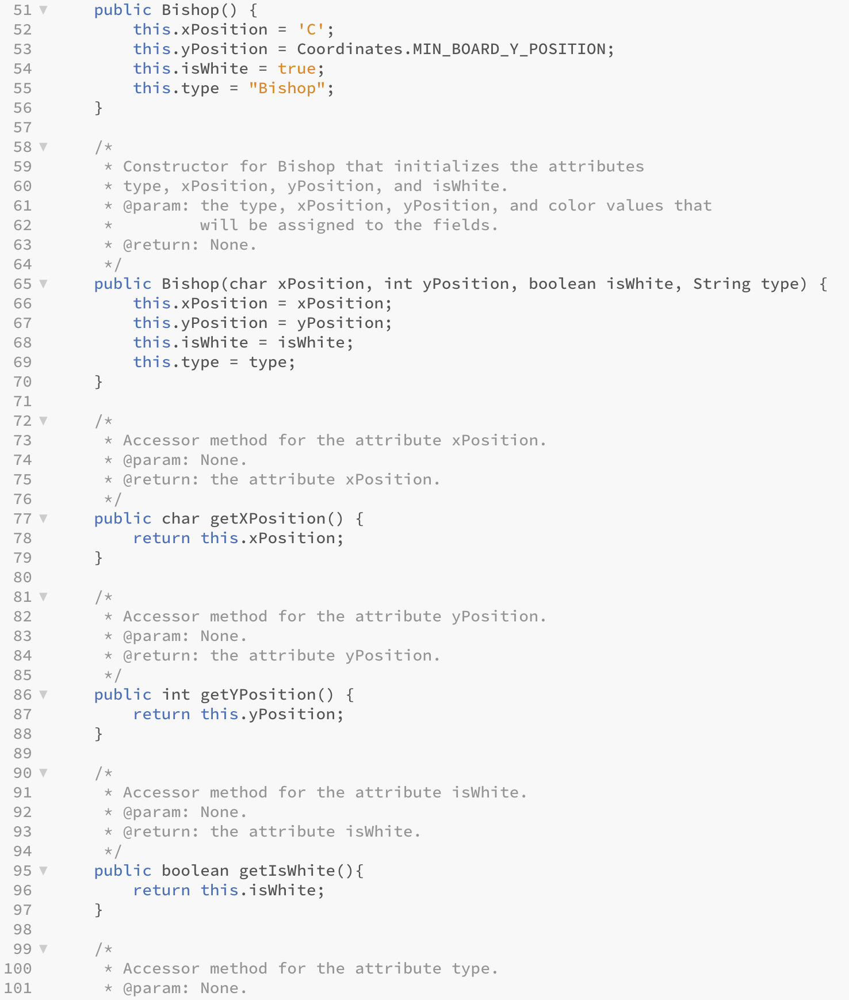 51 ▼ public Bishop() {
52 this.xPosition = 'C';
53 this.yPosition = Coordinates.MIN_BOARD_Y_POSITION;
54 this.isWhite = true;
55 this.type = "Bishop";
56 }
57
58 ▼ /*
59 * Constructor for Bishop that initializes the attributes
60 * type, xPosition, yPosition, and isWhite.
61 * @param: the type, xPosition, yPosition, and color values that
62 * will be assigned to the fields.
63 * @return: None.
64 */
65 ▼ public Bishop(char xPosition, int yPosition, boolean isWhite, String type) {
66 this.xPosition = xPosition;
67 this.yPosition = yPosition;
68 this.isWhite = isWhite;
69 this.type = type;
70 }
71
72 ▼ /*
73 * Accessor method for the attribute xPosition.
74 * @param: None.
75 * @return: the attribute xPosition.
76 */
77 ▼ public char getXPosition() {
78 return this.xPosition;
79 }
80
81 ▼ /*
82 * Accessor method for the attribute yPosition.
83 * @param: None.
84 * @return: the attribute yPosition.
85 */
86 ▼ public int getYPosition() {
87 return this.yPosition;
88 }
89
90 ▼ /*
91 * Accessor method for the attribute isWhite.
92 * @param: None.
93 * @return: the attribute isWhite.
94 */
95 ▼ public boolean getIsWhite(){
96 return this.isWhite;
97 }
98
99 ▼ /*
100 * Accessor method for the attribute type.
101 * @param: None.